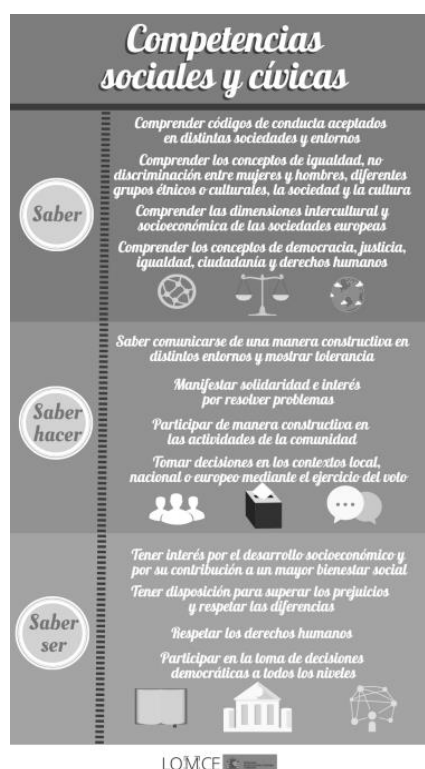 Competencias
sociales y cívicas
Saber
Comprender códigos de conducta aceptados
en distintas sociedades y entornos
Comprender los conceptos de igualdad, no
discriminación entre mujeres y hombres, diferentes
grupos étnicos o culturales, la sociedad y la cultura
Comprender las dimensiones intercultural y
socioeconómica de las sociedades europeas
Comprender los conceptos de democracia, justicia,
igualdad, ciudadanía y derechos humanos
Saber
hacer
Saber comunicarse de una manera constructiva en
distintos entornos y mostrar tolerancia
Manifestar solidaridad e interés
por resolver problemas
Participar de manera constructiva en
las actividades de la comunidad
Tomar decisiones en los contextos local,
nacional o europeo mediante el ejercicio del voto
Saber
ser
Tener interés por el desarrollo socioeconómico y
por su contribución a un mayor bienestar social
Tener disposición para superar los prejuicios
y respetar las diferencias
Respetar los derechos humanos
Participar en la toma de decisiones
democráticas a todos los niveles
LOMCE